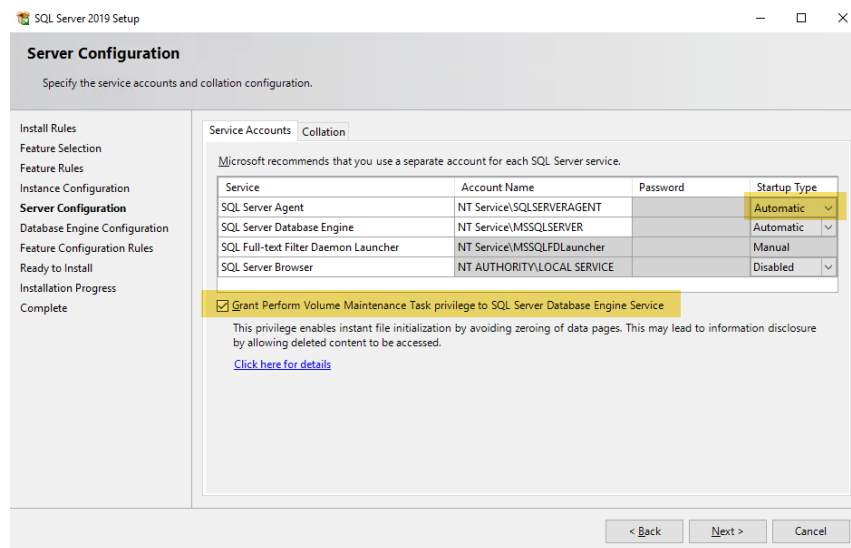 SQL Server 2019 Setup
Server Configuration
Specify the service accounts and collation configuration.
Install Rules
Feature Selection
Feature Rules
Instance Configuration
Server Configuration
Database Engine Configuration
Feature Configuration Rules
Ready to Install
Installation Progress
Complete
Service Accounts Collation
Microsoft recommends that you use a separate account for each SQL Server service.
Service Account Name Password Startup Type
SQL Server Agent NT Service\SQLSERVERAGENT Automatic
SQL Server Database Engine NT Service\MSSQLSERVER Automatic
SQL Full-text Filter Daemon Launcher NT Service\MSSQLFDLauncher Manual
SQL Server Browser NT AUTHORITY\LOCAL SERVICE Disabled
Grant Perform Volume Maintenance Task privilege to SQL Server Database Engine Service
This privilege enables instant file initialization by avoiding zeroing of data pages. This may lead to information disclosure
by allowing deleted content to be accessed.
Click here for details
< Back Next > Cancel